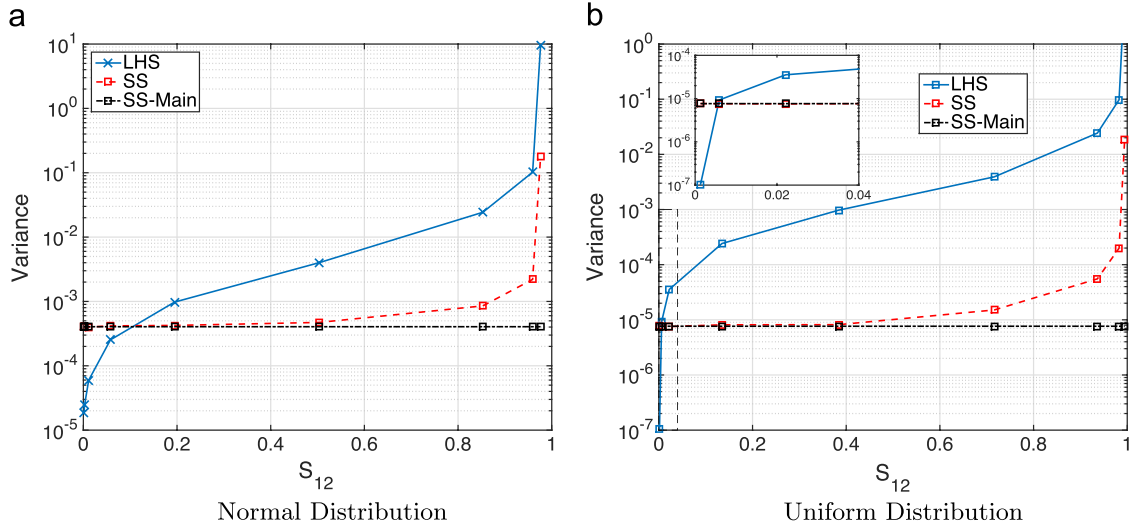 a
10^1
10^0
10^-1
10^-2
10^-3
10^-4
10^-5
Variance
LHS
SS
SS-Main
0 0.2 0.4 0.6 0.8 1
S_12
Normal Distribution
b
10^0
10^-1
10^-2
10^-3
10^-4
10^-5
10^-6
10^-7
Variance
10^-4
10^-5
10^-6
10^-7
0 0.02 0.04
LHS
SS
SS-Main
0 0.2 0.4 0.6 0.8 1
S_12
Uniform Distribution